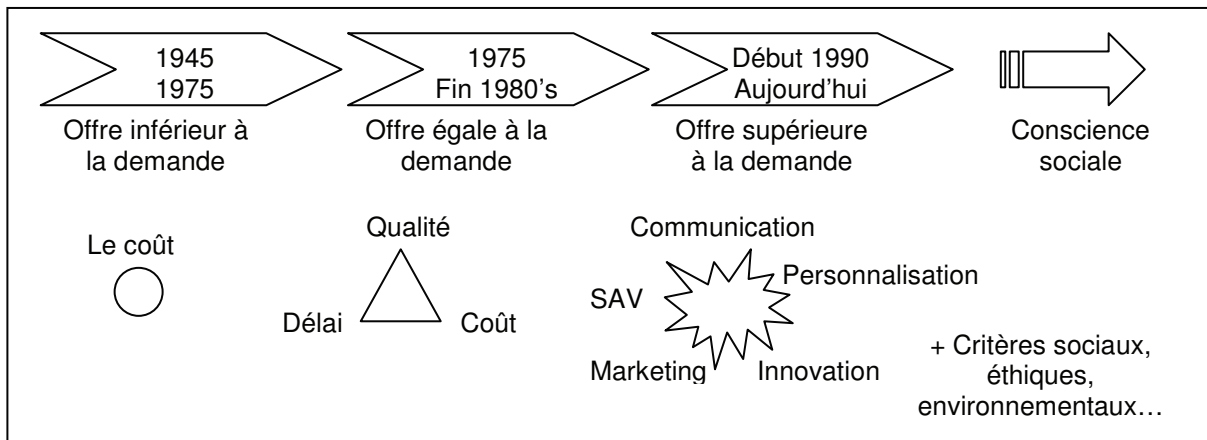 1945
1975
Offre inférieur à
la demande
1975
Fin 1980's
Offre égale à la
demande
Début 1990
Aujourd'hui
Offre supérieure
à la demande
Conscience
sociale
Le coût
Qualité
Délai
Coût
Communication
Personnalisation
SAV
Marketing
Innovation
+ Critères sociaux,
éthiques,
environnementaux…